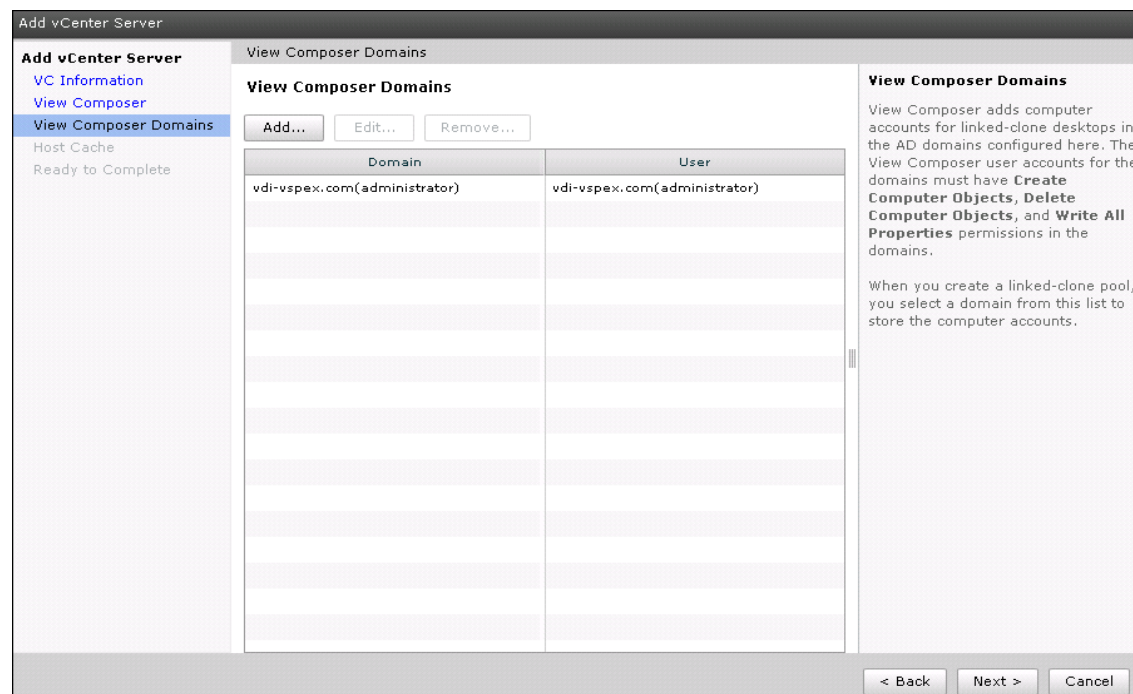 Add vCenter Server
Add vCenter Server
VC Information
View Composer
View Composer Domains
Host Cache
Ready to Complete
View Composer Domains
View Composer Domains
Add...
Edit...
Remove...
Domain
User
vdi-vspex.com(administrator)
vdi-vspex.com(administrator)
View Composer Domains
View Composer adds computer
accounts for linked-clone desktops in
the AD domains configured here. The
View Composer user accounts for the
domains must have Create
Computer Objects, Delete
Computer Objects, and Write All
Properties permissions in the
domains.
When you create a linked-clone pool,
you select a domain from this list to
store the computer accounts.
< Back
Next >
Cancel